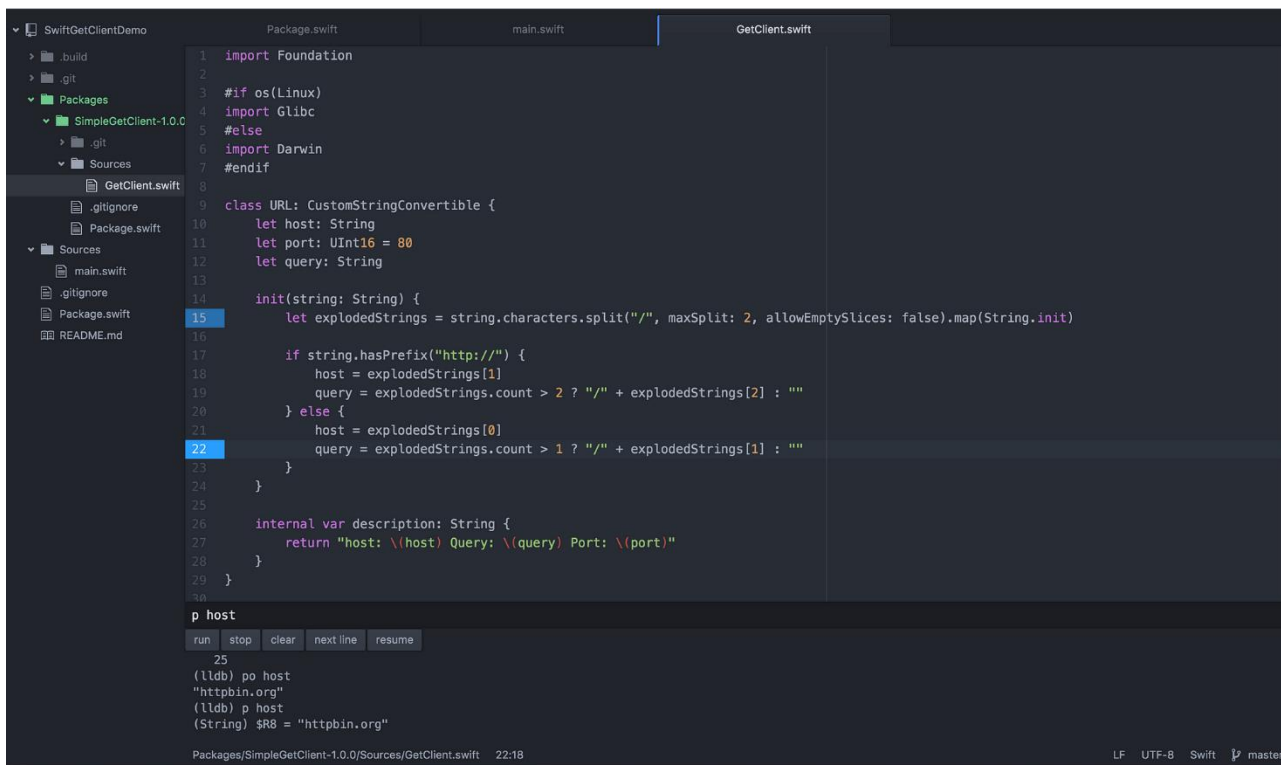 SwiftGetClientDemo
.build
.git
Packages
SimpleGetClient-1.0.0
.git
Sources
GetClient.swift
.gitignore
Package.swift
Sources
main.swift
.gitignore
Package.swift
README.md
Package.swift main.swift GetClient.swift
1 import Foundation
2
3 #if os(Linux)
4 import Glibc
5 #else
6 import Darwin
7 #endif
8
9 class URL: CustomStringConvertible {
10     let host: String
11     let port: UInt16 = 80
12     let query: String
13
14     init(string: String) {
15         let explodedStrings = string.characters.split("/", maxSplit: 2, allowEmptySlices: false).map(String.init)
16
17         if string.hasPrefix("http://") {
18             host = explodedStrings[1]
19             query = explodedStrings.count > 2 ? "/" + explodedStrings[2] : ""
20         } else {
21             host = explodedStrings[0]
22             query = explodedStrings.count > 1 ? "/" + explodedStrings[1] : ""
23         }
24     }
25
26     internal var description: String {
27         return "host: \(host) Query: \(query) Port: \(port)"
28     }
29 }
30
p host
run stop clear next line resume
25
(lldb) po host
"httpbin.org"
(lldb) p host
(String) $R8 = "httpbin.org"
Packages/SimpleGetClient-1.0.0/Sources/GetClient.swift 22:18 LF UTF-8 Swift master